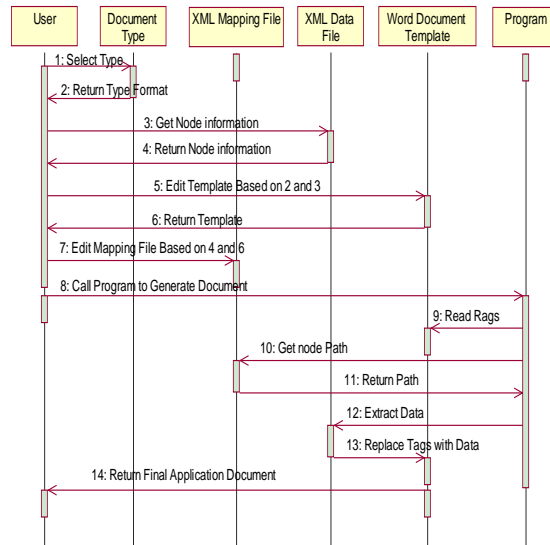 User
Document
Type
XML Mapping File
XML Data
File
Word Document
Template
Program
1: Select Type
2: Return Type Format
3: Get Node information
4: Return Node information
5: Edit Template Based on 2 and 3
6: Return Template
7: Edit Mapping File Based on 4 and 6
8: Call Program to Generate Document
9: Read Rags
10: Get node Path
11: Return Path
12: Extract Data
13: Replace Tags with Data
14: Return Final Application Document